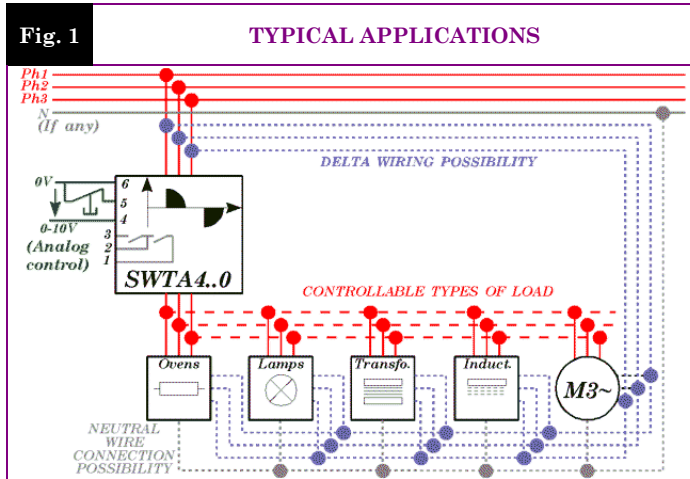 Fig. 1
TYPICAL APPLICATIONS
Ph1
Ph2
Ph3
N
(If any)
DELTA WIRING POSSIBILITY
0V
6
5
4
0-10V
(Analog
control)
3
2
1
SWTA4..0
CONTROLLABLE TYPES OF LOAD
Ovens
Lamps
Transfo.
Induct.
M3~
NEUTRAL
WIRE
CONNECTION
POSSIBILITY